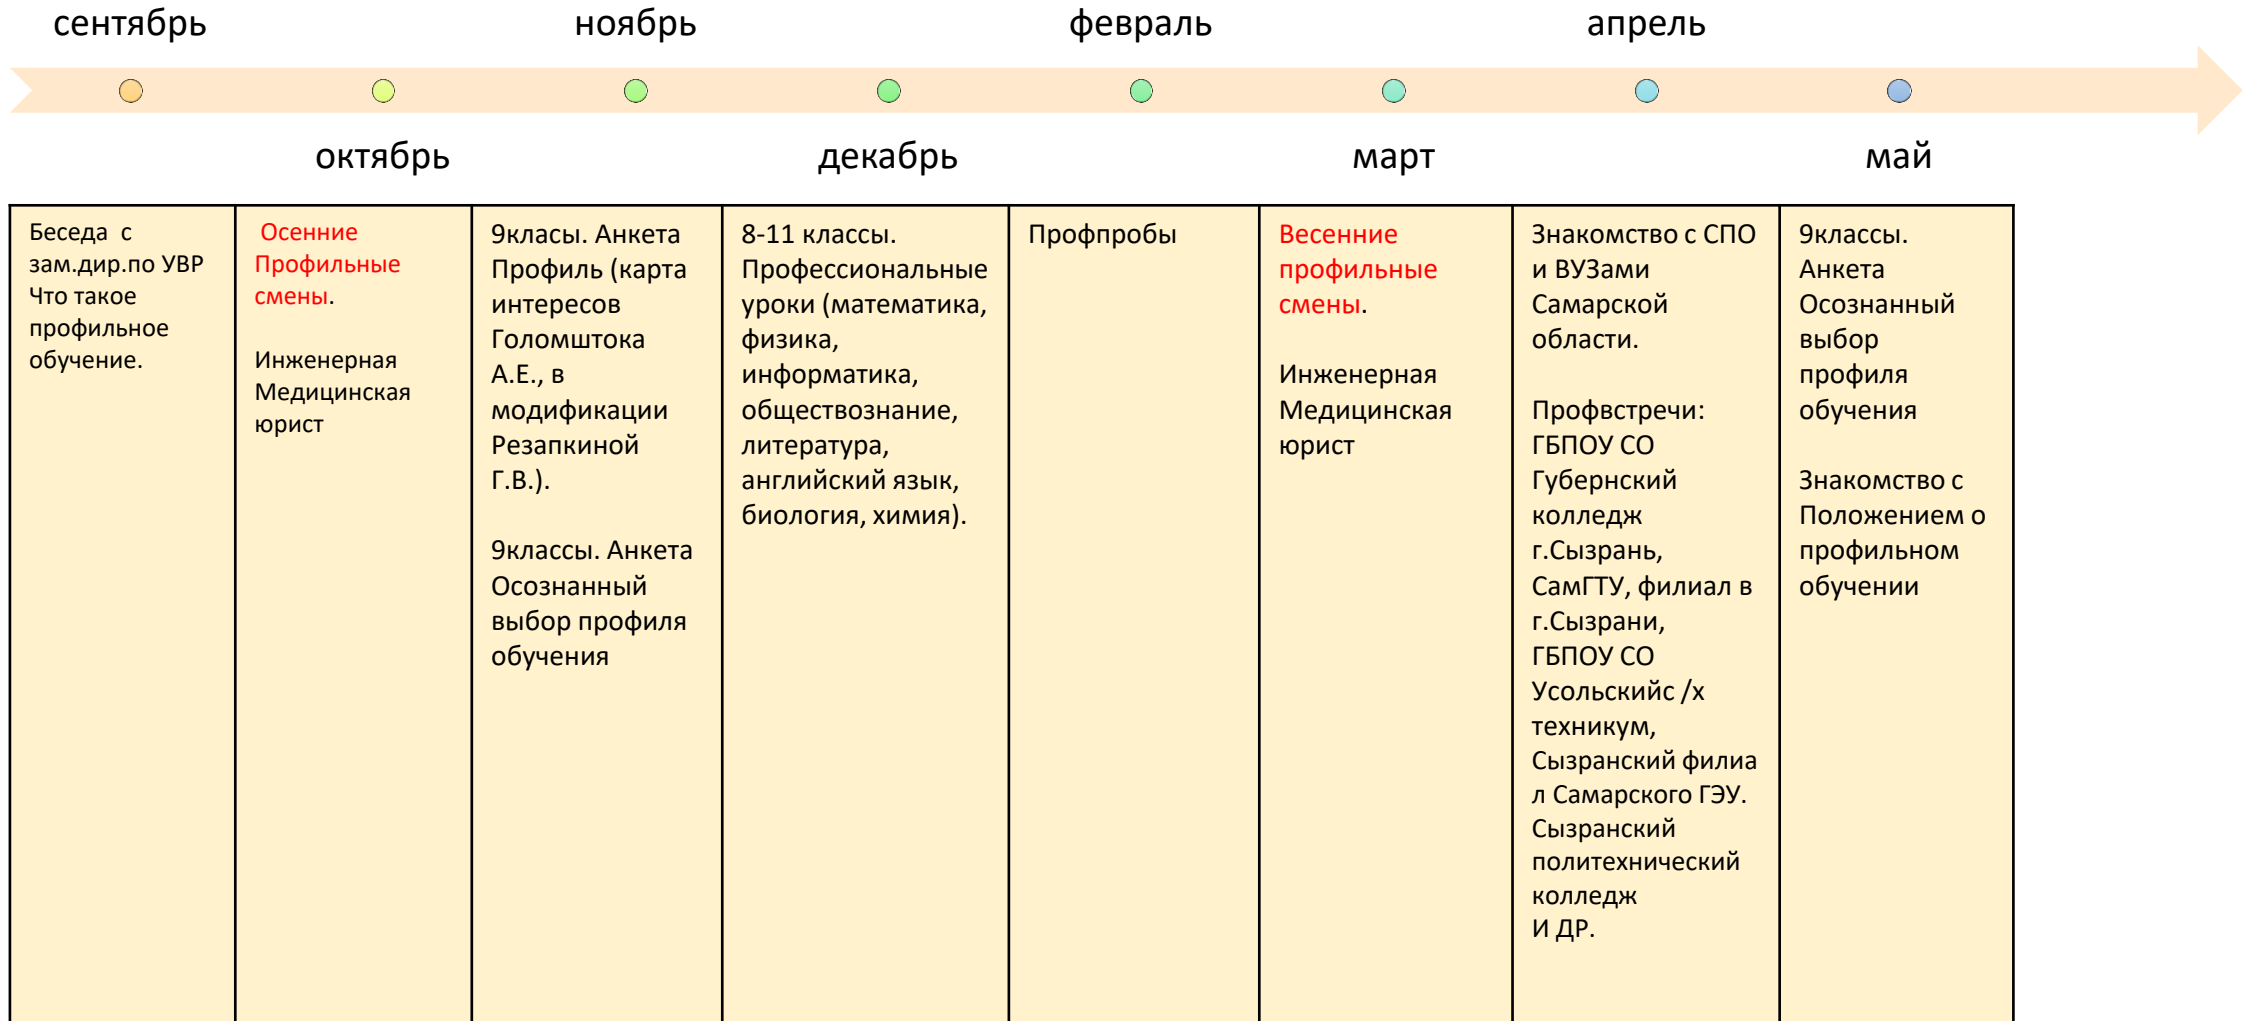 сентябрь
ноябрь
февраль
апрель
октябрь
декабрь
март
май
Беседа с
зам.дир.по УВР
Что такое
профильное
обучение.
Осенние
Профильные
смены.
Инженерная
Медицинская
юрист
9класы. Анкета
Профиль (карта
интересов
Голомштока
А.Е., в
модификации
Резапкиной
Г.В.).
9классы. Анкета
Осознанный
выбор профиля
обучения
8-11 классы.
Профессиональные
уроки (математика,
физика,
информатика,
обществознание,
литература,
английский язык,
биология, химия).
Профпробы
Весенние
профильные
смены.
Инженерная
Медицинская
юрист
Знакомство с СПО
и ВУЗами
Самарской
области.
Профвстречи:
ГБПОУ СО
Губернский
колледж
г.Сызрань,
СамГТУ, филиал в
г.Сызрани,
ГБПОУ СО
Усольскийс /х
техникум,
Сызранский филиа
л Самарского ГЭУ.
Сызранский
политехнический
колледж
И ДР.
9классы.
Анкета
Осознанный
выбор
профиля
обучения
Знакомство с
Положением о
профильном
обучении